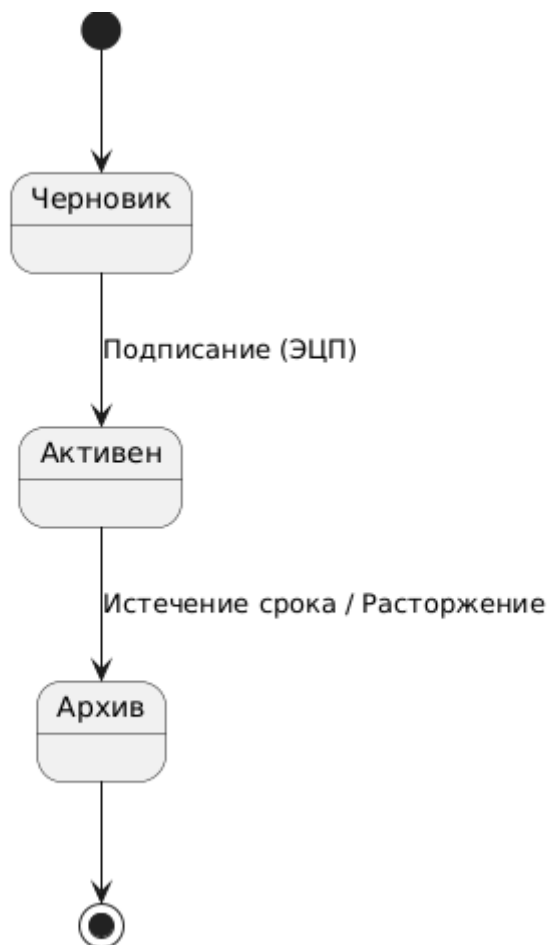 Черновик
Подписание (ЭЦП)
Активен
Истечение срока / Расторжение
Архив